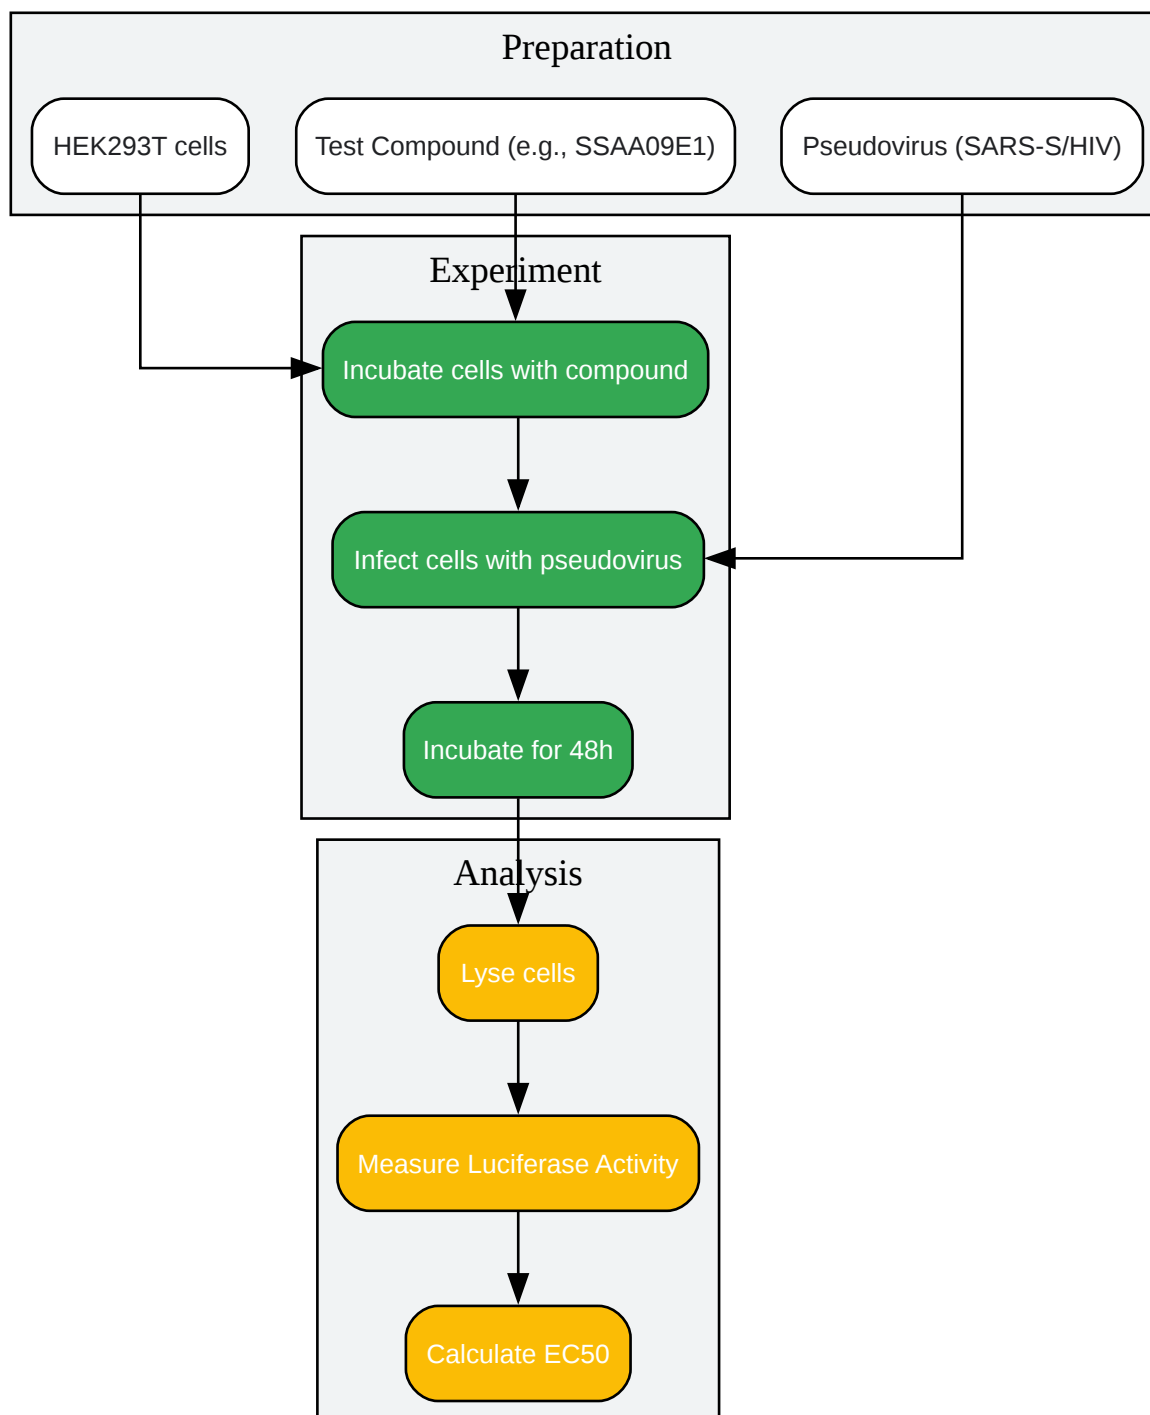 Preparation
HEK293T cells
Test Compound (e.g., SSAA09E1)
Pseudovirus (SARS-S/HIV)
Experiment
Incubate cells with compound
Infect cells with pseudovirus
Incubate for 48h
Analysis
Lyse cells
Measure Luciferase Activity
Calculate EC50